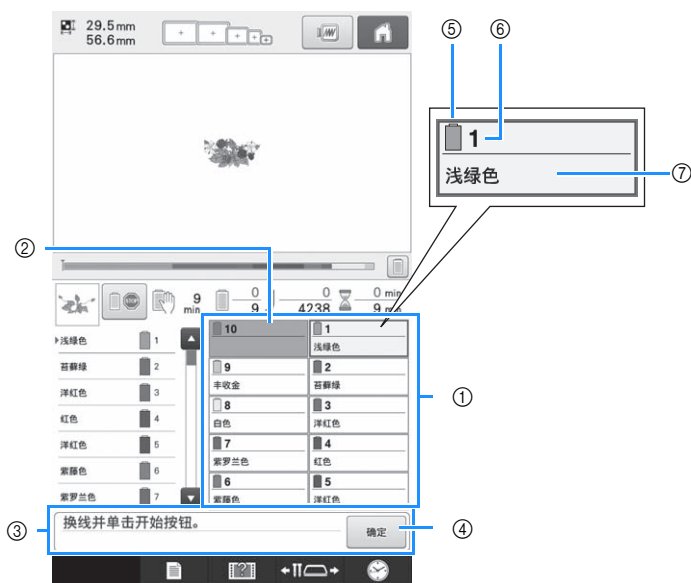 29.5 mm
56.6 mm
⑤ ⑥
1
浅绿色
⑦
②
9 min
0
9
0
4238
0 min
9 min
浅绿色 1
苔藓绿 2
洋红色 3
红色 4
洋红色 5
紫藤色 6
紫罗兰色 7
10
1
浅绿色
9
丰收金
2
苔藓绿
8
白色
3
洋红色
7
紫罗兰色
4
红色
6
紫藤色
5
洋红色
①
③
换线并单击开始按钮。
确定
④